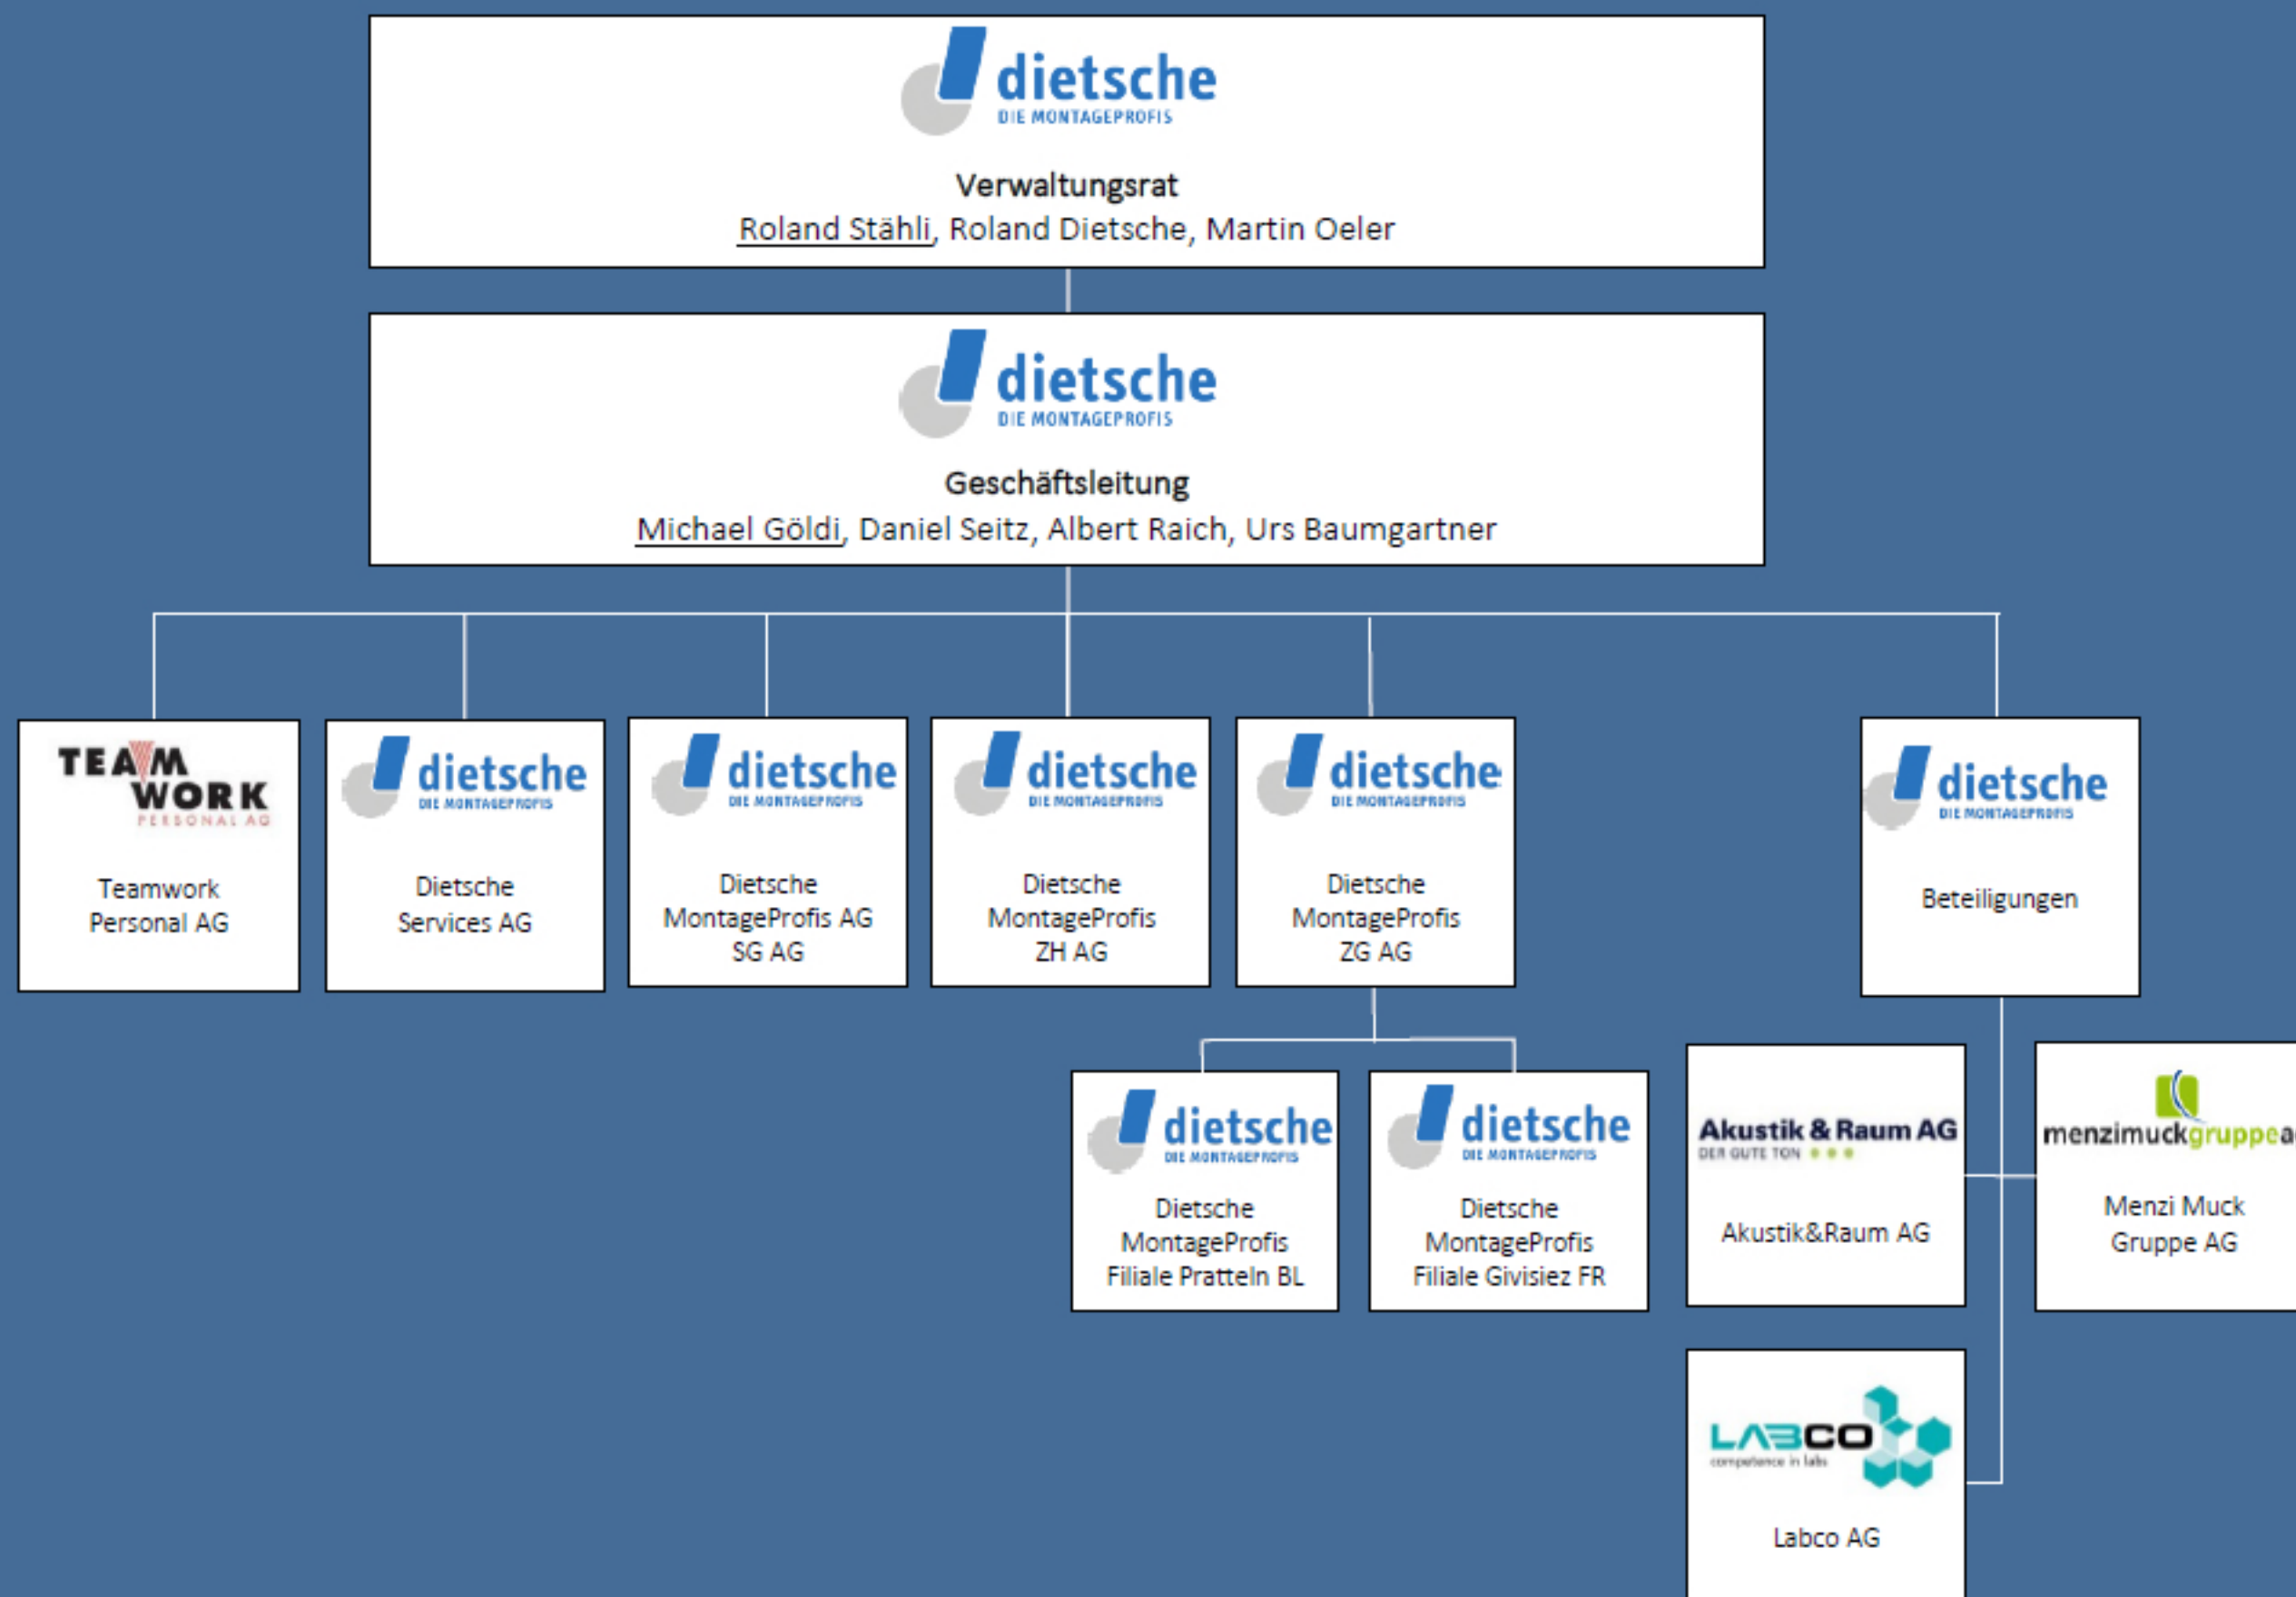 dietsche
DIE MONTAGEPROFIS
Verwaltungsrat
Roland Stähli, Roland Dietsche, Martin Oeler
dietsche
DIE MONTAGEPROFIS
Geschäftsleitung
Michael Göldi, Daniel Seitz, Albert Raich, Urs Baumgartner
TEAM
WORK
PERSONAL AG
Teamwork
Personal AG
dietsche
DIE MONTAGEPROFIS
Dietsche
Services AG
dietsche
DIE MONTAGEPROFIS
Dietsche
MontageProfis AG
SG AG
dietsche
DIE MONTAGEPROFIS
Dietsche
MontageProfis
ZH AG
dietsche
DIE MONTAGEPROFIS
Dietsche
MontageProfis
ZG AG
dietsche
DIE MONTAGEPROFIS
Beteiligungen
dietsche
DIE MONTAGEPROFIS
Dietsche
MontageProfis
Filiale Pratteln BL
dietsche
DIE MONTAGEPROFIS
Dietsche
MontageProfis
Filiale Givisiez FR
Akustik & Raum AG
DER GUTE TON
Akustik&Raum AG
menzimuckgruppea
Menzi Muck
Gruppe AG
LABCO
competence in labs
Labco AG